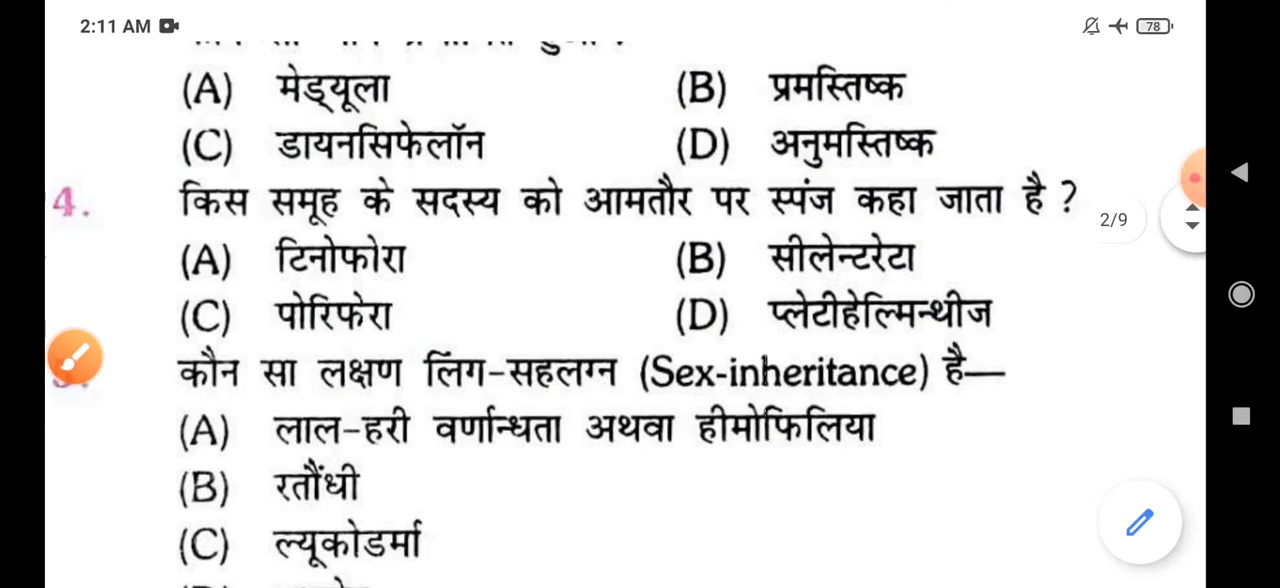 2:11 AM
78
(A) मेड्यूला (B) प्रमस्तिष्क
(C) डायनसिफेलॉन (D) अनुमस्तिष्क
4. किस समूह के सदस्य को आमतौर पर स्पंज कहा जाता है ?
2/9
(A) टिनोफोरा (B) सीलेन्टरेटा
(C) पोरिफेरा (D) प्लेटीहेल्मिन्थीज
कौन सा लक्षण लिंग-सहलग्न (Sex-inheritance) है—
(A) लाल-हरी वर्णान्धता अथवा हीमोफिलिया
(B) रतौंधी
(C) ल्यूकोडर्मा